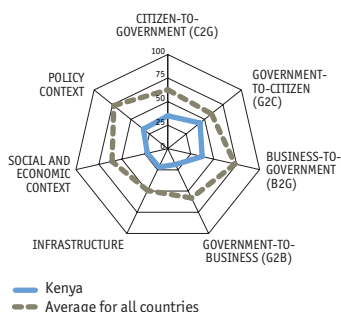 CITIZEN-TO-
GOVERNMENT (C2G)
100
75
50
25
0
GOVERNMENT-
TO-CITIZEN
(G2C)
BUSINESS-TO-
GOVERNMENT
(B2G)
GOVERNMENT-TO-
BUSINESS (G2B)
INFRASTRUCTURE
SOCIAL AND
ECONOMIC
CONTEXT
POLICY
CONTEXT
Kenya
Average for all countries